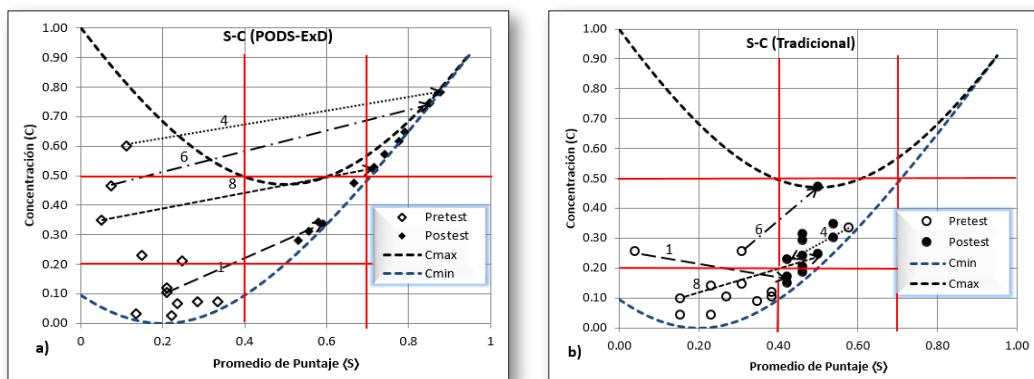 S-C (PODS-ExD)
Concentración (C)
1.00
0.90
0.80
0.70
0.60
0.50
0.40
0.30
0.20
0.10
0.00
4
6
8
1
Pretest
Postest
Cmax
Cmin
0
0.2
0.4
0.6
0.8
1
a)
Promedio de Puntaje ⟨S⟩
S-C (Tradicional)
Concentración (C)
1.00
0.90
0.80
0.70
0.60
0.50
0.40
0.30
0.20
0.10
0.00
1
6
4
8
Pretest
Postest
Cmin
Cmax
0.00
0.20
0.40
0.60
0.80
1.00
b)
Promedio de Puntaje ⟨S⟩